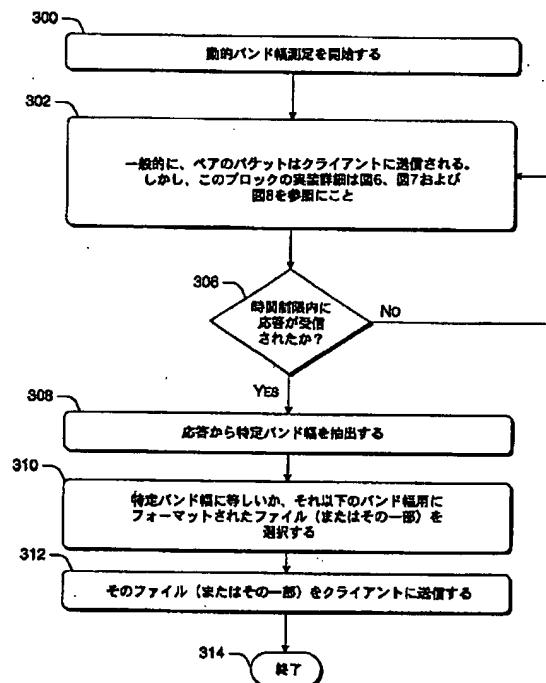 300
動的バンド幅測定を開始する
302
一般的に、ペアのパケットはクライアントに送信される。
しかし、このブロックの実装詳細は図6、図7および
図8を参照にこと
306
時間制限内に
応答が受信
されたか?
NO
YES
308
応答から特定バンド幅を抽出する
310
特定バンド幅に等しいか、それ以下のバンド幅用に
フォーマットされたファイル(またはその一部)を
選択する
312
そのファイル(またはその一部)をクライアントに送信する
314
終了